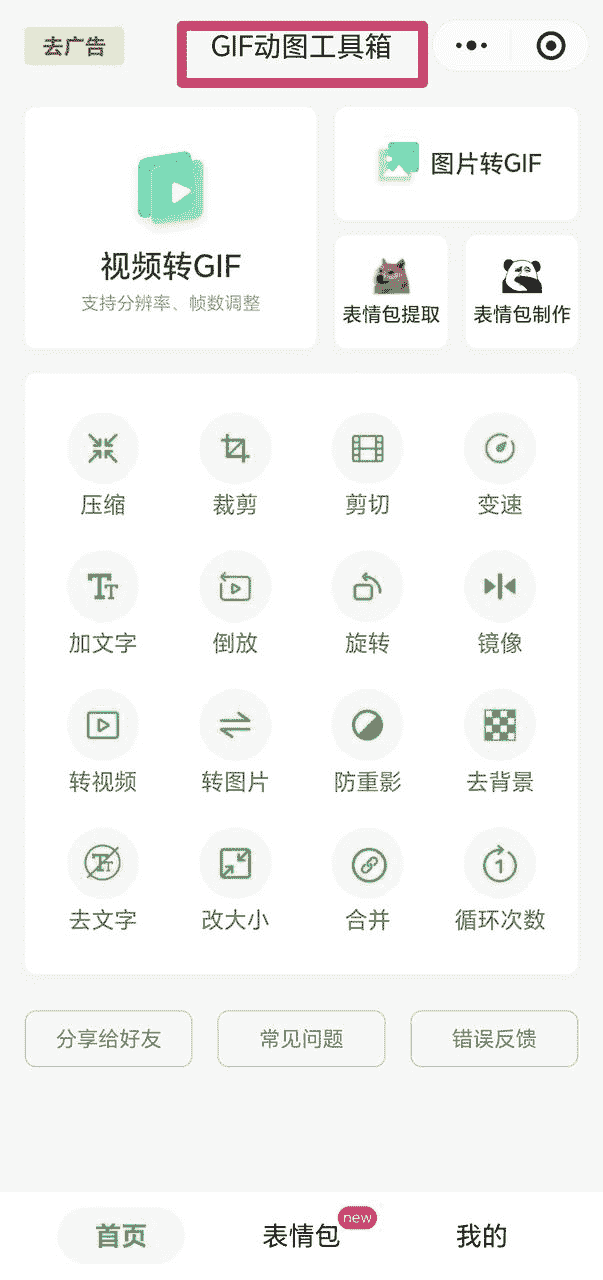 去广告
GIF动图工具箱
视频转GIF
支持分辨率、帧数调整
图片转GIF
表情包提取
表情包制作
压缩
裁剪
剪切
变速
加文字
倒放
旋转
镜像
转视频
转图片
防重影
去背景
去文字
改大小
合并
循环次数
分享给好友
常见问题
错误反馈
首页
表情包
new
我的